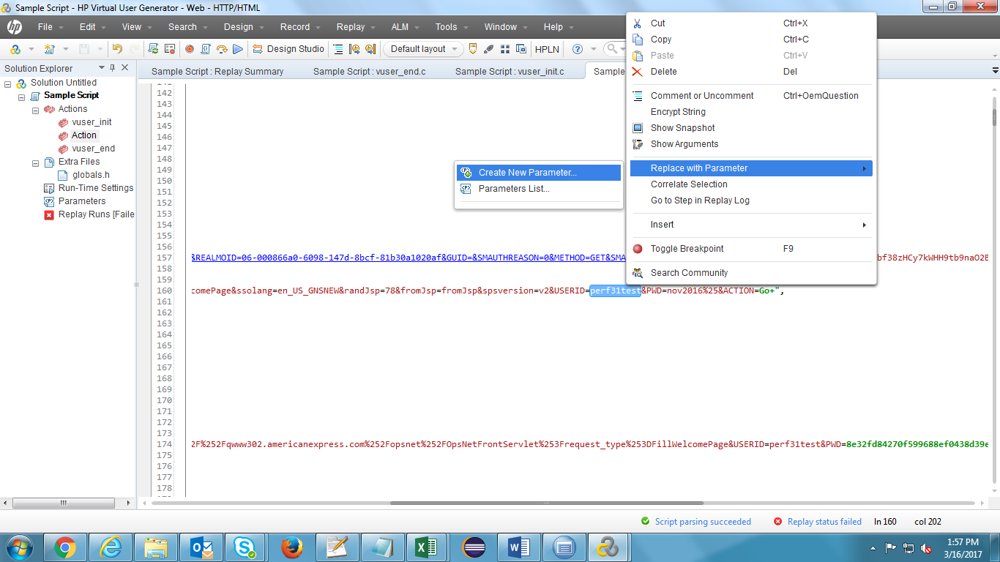 Sample Script - HP Virtual User Generator - Web - HTTP/HTML
hp File Edit View Search Design Record Replay ALM Tools Window Help
Design Studio Default layout HPLN
Solution Explorer
Solution Untitled
Sample Script
Actions
vuser_init
Action
vuser_end
Extra Files
globals.h
Run-Time Settings
Parameters
Replay Runs [Faile
Sample Script : Replay Summary Sample Script : vuser_end.c Sample Script : vuser_init.c Sample
141
142
143
144
145
146
147
148
149
150
151
152
153
154
155
156
157 &REALMOID=06-000866a0-6098-147d-8bcf-81b30a1020af&GUID=&SMAUTHREASON=0&METHOD=GET&SMA bf38zHCy7kWHH9tb9naO2B
158
159
160 comePage&ssolang=en_US_GNSNEW&randJsp=78&fromJsp=fromJsp&spsversion=v2&USERID=perf31test&PWD=nov2016%25&ACTION=Go+",
161
162
163
164
165
166
167
168
169
170
171
172
173
174 2F%252Fqwww302.americanexpress.com%252Fopsnet%252FOpsNetFrontServlet%253Frequest_type%253DFillWelcomePage&USERID=perf31test&PWD=8e32fd84270f599688ef0438d39e
175
176
177
178
Create New Parameter...
Parameters List...
Cut Ctrl+X
Copy Ctrl+C
Paste Ctrl+V
Delete Del
Comment or Uncomment Ctrl+OemQuestion
Encrypt String
Show Snapshot
Show Arguments
Replace with Parameter
Correlate Selection
Go to Step in Replay Log
Insert
Toggle Breakpoint F9
Search Community
Script parsing succeeded Replay status failed ln 160 col 202
1:57 PM
3/16/2017